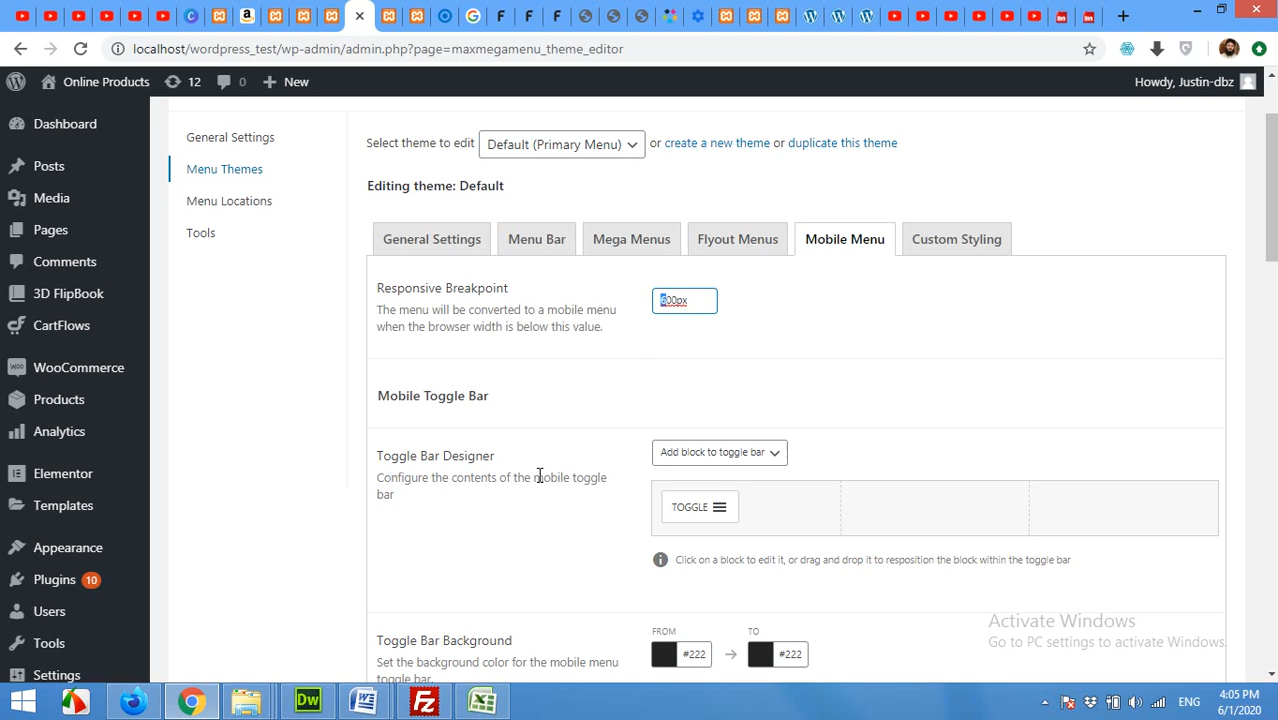 localhost/wordpress_test/wp-admin/admin.php?page=maxmegamenu_theme_editor
Online Products
12
0
New
Howdy, Justin-dbz
Dashboard
Posts
Media
Pages
Comments
3D FlipBook
CartFlows
WooCommerce
Products
Analytics
Elementor
Templates
Appearance
Plugins 10
Users
Tools
Settings
General Settings
Menu Themes
Menu Locations
Tools
Select theme to edit Default (Primary Menu) or create a new theme or duplicate this theme
Editing theme: Default
General Settings Menu Bar Mega Menus Flyout Menus Mobile Menu Custom Styling
Responsive Breakpoint
The menu will be converted to a mobile menu
when the browser width is below this value.
600px
Mobile Toggle Bar
Toggle Bar Designer
Configure the contents of the mobile toggle
bar
Add block to toggle bar
TOGGLE
Click on a block to edit it, or drag and drop it to resposition the block within the toggle bar
Toggle Bar Background
Set the background color for the mobile menu
toggle bar.
FROM TO
#222 #222
Activate Windows
Go to PC settings to activate Windows.
Dw
Fz
ENG
4:05 PM
6/1/2020